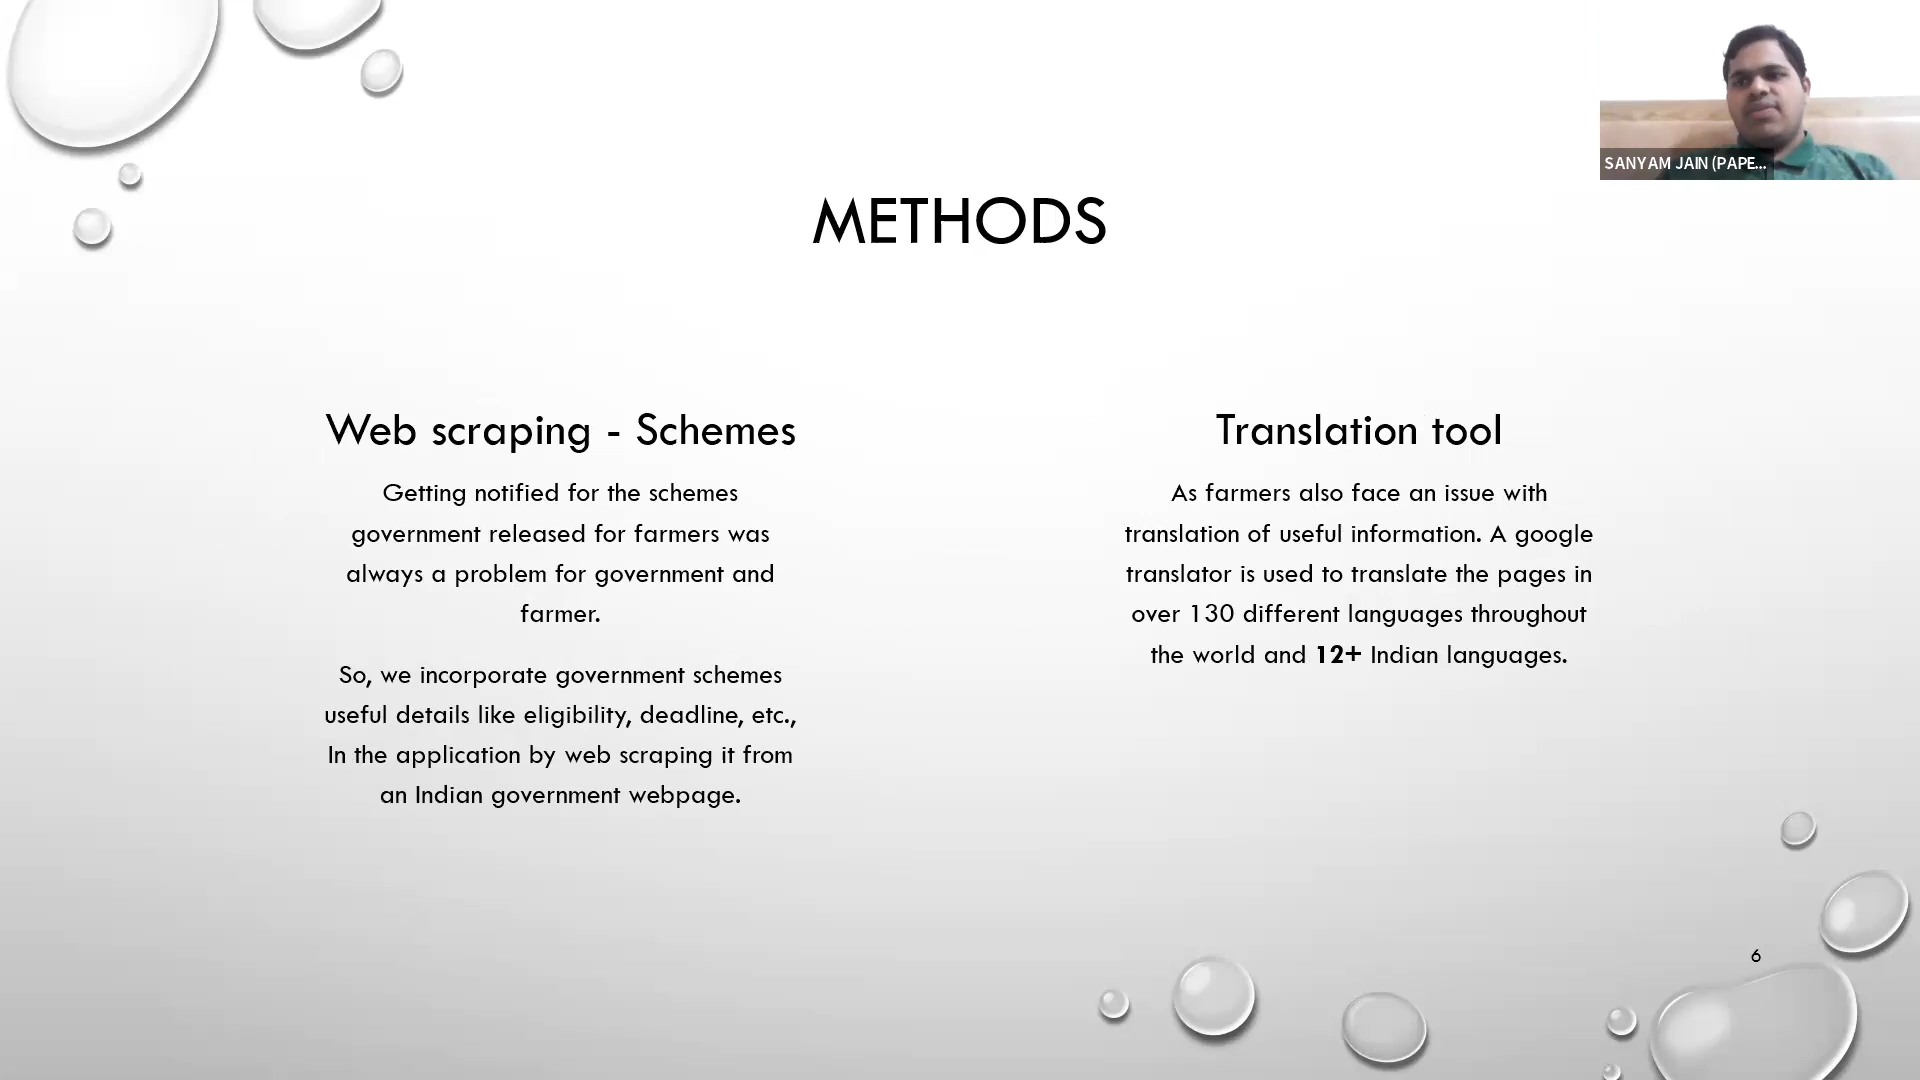 SANYAM JAIN (PAPE...
METHODS
Web scraping - Schemes
Getting notified for the schemes
government released for farmers was
always a problem for government and
farmer.
So, we incorporate government schemes
useful details like eligibility, deadline, etc.,
In the application by web scraping it from
an Indian government webpage.
Translation tool
As farmers also face an issue with
translation of useful information. A google
translator is used to translate the pages in
over 130 different languages throughout
the world and 12+ Indian languages.
6